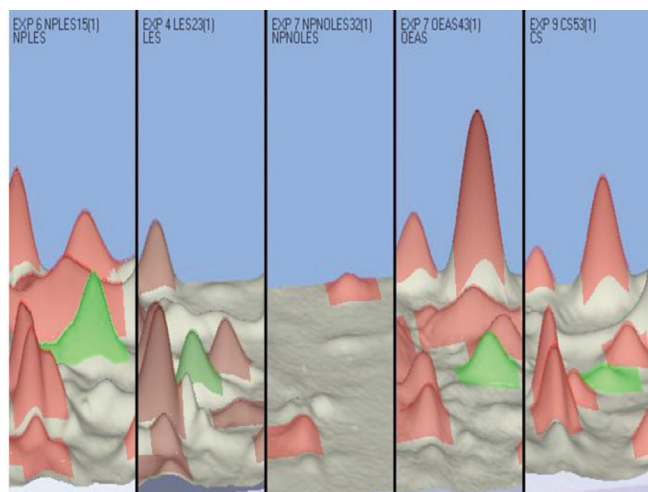 EXP 6 NPLES15(1)
NPLES
EXP 4 LES23(1)
LES
EXP 7 NPNOLES32(1)
NPNOLES
EXP 7 OEAS43(1)
OEAS
EXP 9 CS53(1)
CS